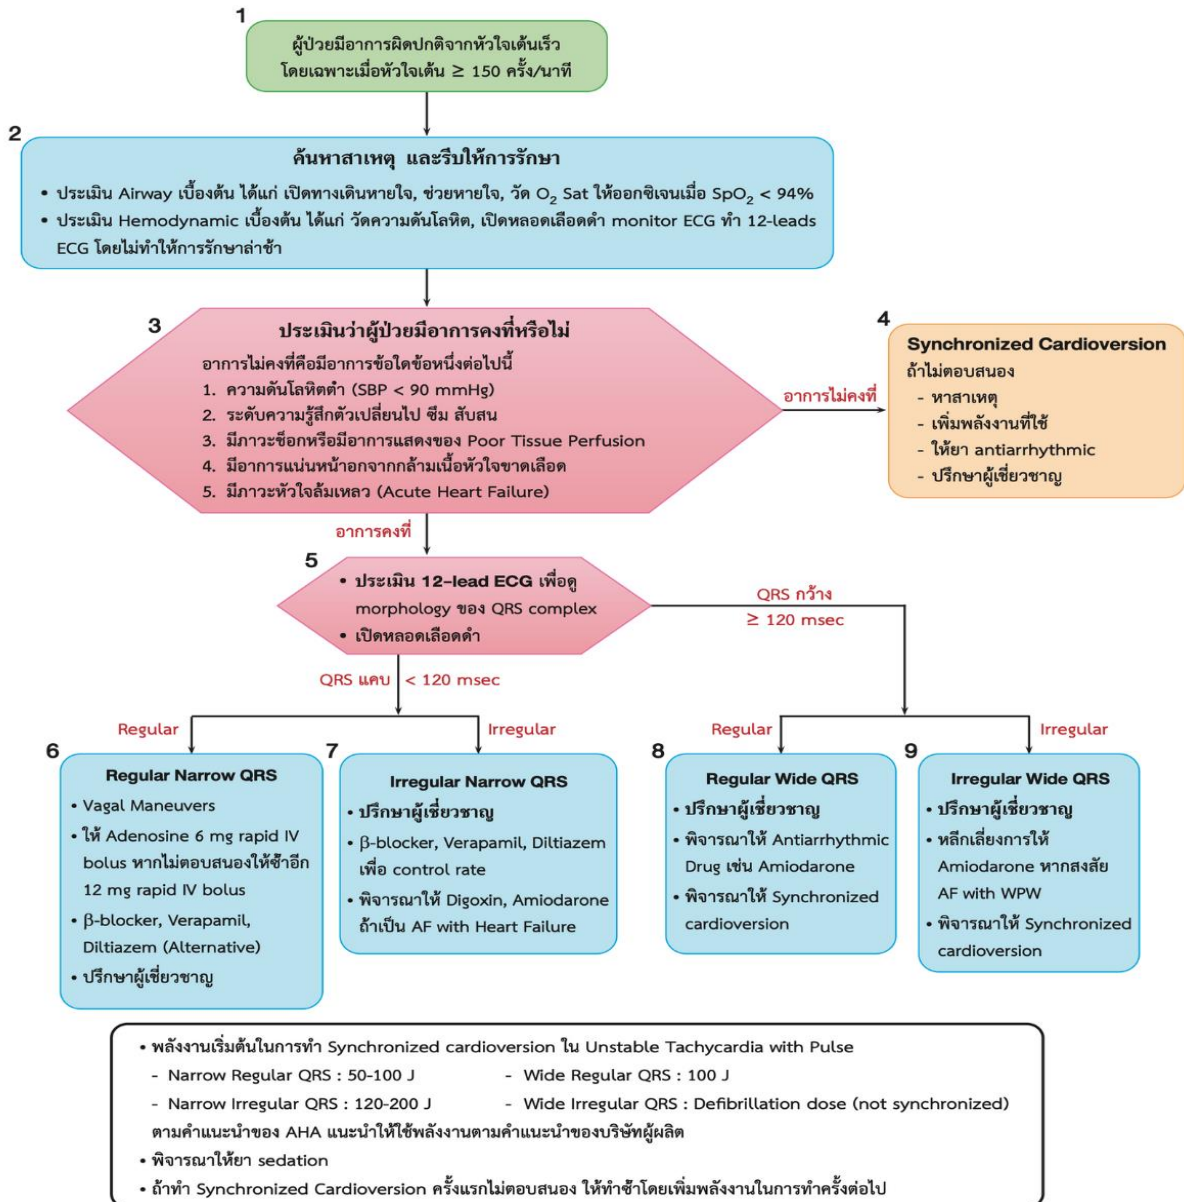 1
ผู้ป่วยมีอาการผิดปกติจากหัวใจเต้นเร็ว
โดยเฉพาะเมื่อหัวใจเต้น ≥ 150 ครั้ง/นาที
2
ค้นหาสาเหตุ และรีบให้การรักษา
• ประเมิน Airway เบื้องต้น ได้แก่ เปิดทางเดินหายใจ, ช่วยหายใจ, วัด O₂ Sat ให้ออกซิเจนเมื่อ SpO₂ < 94%
• ประเมิน Hemodynamic เบื้องต้น ได้แก่ วัดความดันโลหิต, เปิดหลอดเลือดดำ monitor ECG ทำ 12-leads
ECG โดยไม่ทำให้การรักษาล่าช้า
3
ประเมินว่าผู้ป่วยมีอาการคงที่หรือไม่
อาการไม่คงที่คือมีอาการข้อใดข้อหนึ่งต่อไปนี้
1. ความดันโลหิตต่ำ (SBP < 90 mmHg)
2. ระดับความรู้สึกตัวเปลี่ยนไป ซึม สับสน
3. มีภาวะช็อกหรือมีอาการแสดงของ Poor Tissue Perfusion
4. มีอาการแน่นหน้าอกจากกล้ามเนื้อหัวใจขาดเลือด
5. มีภาวะหัวใจล้มเหลว (Acute Heart Failure)
อาการไม่คงที่
4
Synchronized Cardioversion
ถ้าไม่ตอบสนอง
- หาสาเหตุ
- เพิ่มพลังงานที่ใช้
- ให้ยา antiarrhythmic
- ปรึกษาผู้เชี่ยวชาญ
อาการคงที่
5
• ประเมิน 12-lead ECG เพื่อดู
morphology ของ QRS complex
• เปิดหลอดเลือดดำ
QRS กว้าง
≥ 120 msec
QRS แคบ < 120 msec
Regular
Irregular
Regular
Irregular
6
Regular Narrow QRS
• Vagal Maneuvers
• ให้ Adenosine 6 mg rapid IV
bolus หากไม่ตอบสนองให้ซ้ำอีก
12 mg rapid IV bolus
• β-blocker, Verapamil,
Diltiazem (Alternative)
• ปรึกษาผู้เชี่ยวชาญ
7
Irregular Narrow QRS
• ปรึกษาผู้เชี่ยวชาญ
• β-blocker, Verapamil, Diltiazem
เพื่อ control rate
• พิจารณาให้ Digoxin, Amiodarone
ถ้าเป็น AF with Heart Failure
8
Regular Wide QRS
• ปรึกษาผู้เชี่ยวชาญ
• พิจารณาให้ Antiarrhythmic
Drug เช่น Amiodarone
• พิจารณาให้ Synchronized
cardioversion
9
Irregular Wide QRS
• ปรึกษาผู้เชี่ยวชาญ
• หลีกเลี่ยงการให้
Amiodarone หากสงสัย
AF with WPW
• พิจารณาให้ Synchronized
cardioversion
• พลังงานเริ่มต้นในการทำ Synchronized cardioversion ใน Unstable Tachycardia with Pulse
- Narrow Regular QRS : 50-100 J - Wide Regular QRS : 100 J
- Narrow Irregular QRS : 120-200 J - Wide Irregular QRS : Defibrillation dose (not synchronized)
ตามคำแนะนำของ AHA แนะนำให้ใช้พลังงานตามคำแนะนำของบริษัทผู้ผลิต
• พิจารณาให้ยา sedation
• ถ้าทำ Synchronized Cardioversion ครั้งแรกไม่ตอบสนอง ให้ทำซ้ำโดยเพิ่มพลังงานในการทำครั้งต่อไป